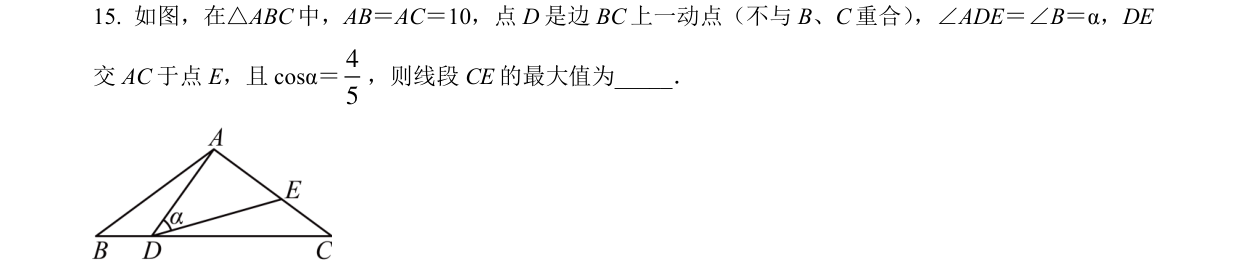 15. 如图，在△ABC中，AB＝AC＝10，点D是边BC上一动点（不与B、C重合），∠ADE＝∠B＝α，DE
交AC于点E，且cosα＝4/5，则线段CE的最大值为_____．
A
E
α
B D C